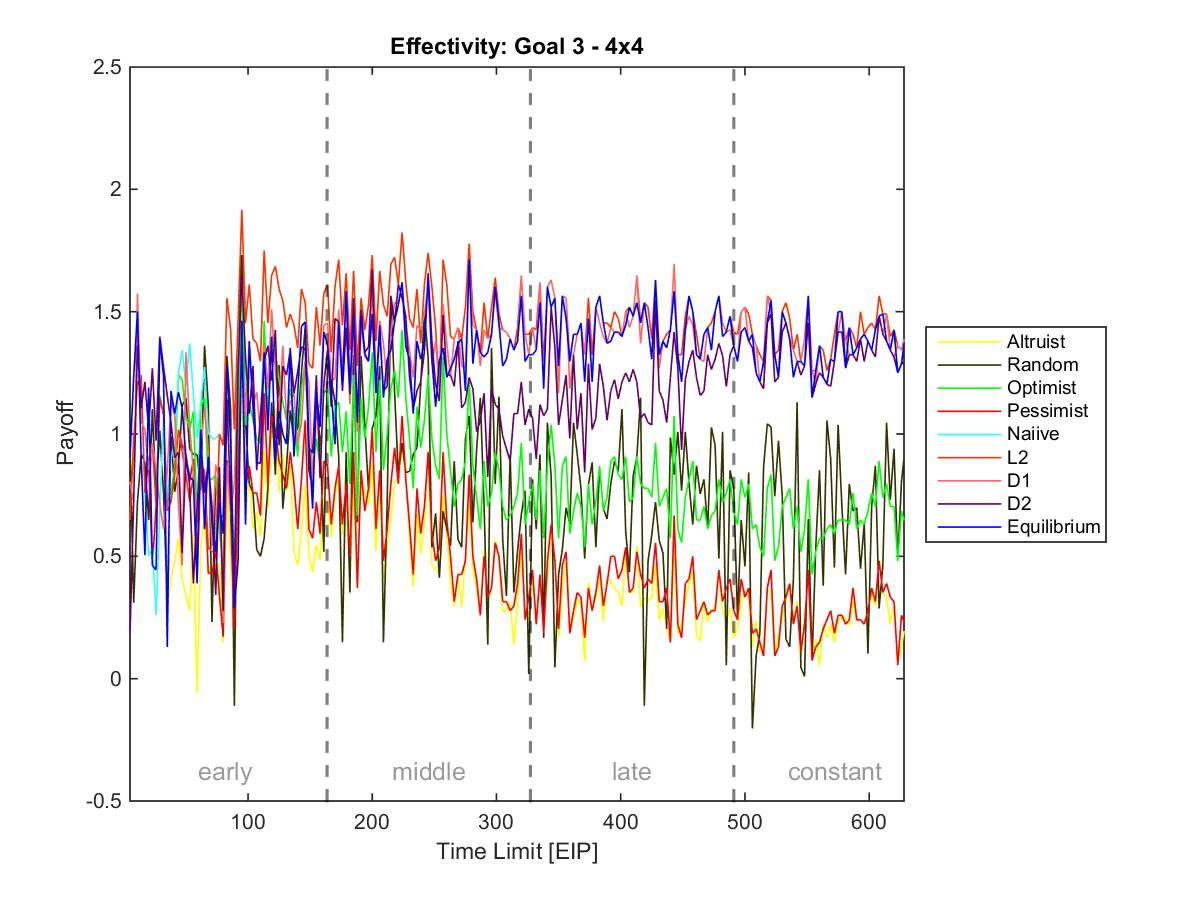 Effectivity: Goal 3 - 4x4
2.5
2
1.5
1
0.5
0
-0.5
Payoff
early
middle
late
constant
100
200
300
400
500
600
Time Limit [EIP]
Altruist
Random
Optimist
Pessimist
Naiive
L2
D1
D2
Equilibrium